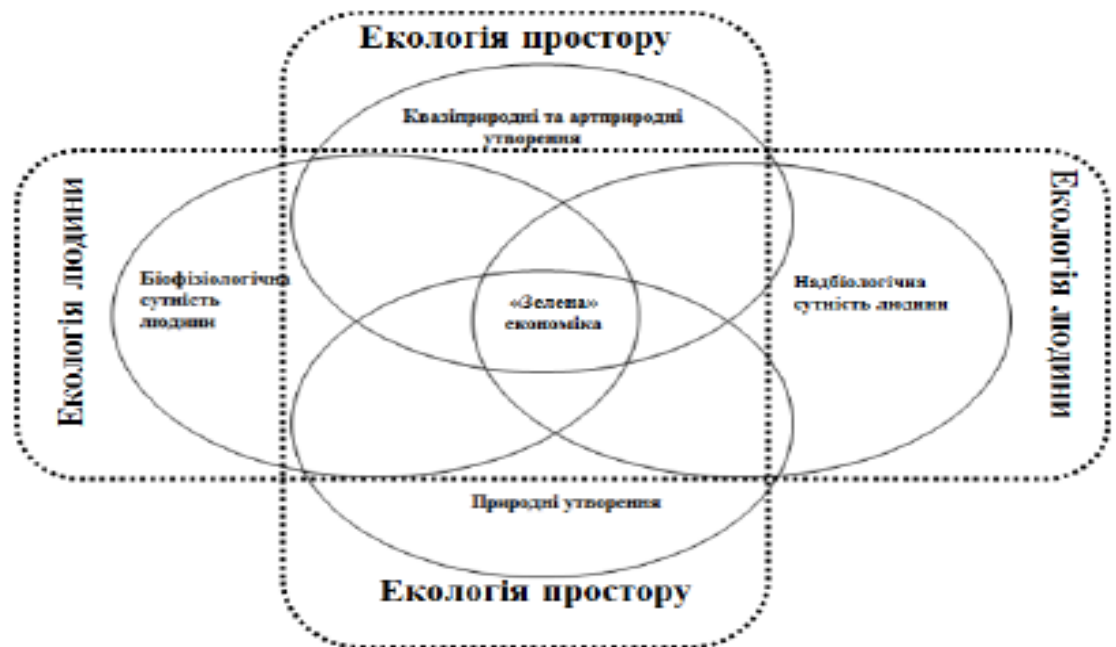 Екологія простору
Квазіприродні та артприродні
утворення
Екологія людини
Біофізіологічна
сутність
людини
«Зелена»
економіка
Надбіологічна
сутність людини
Екологія людини
Природні утворення
Екологія простору